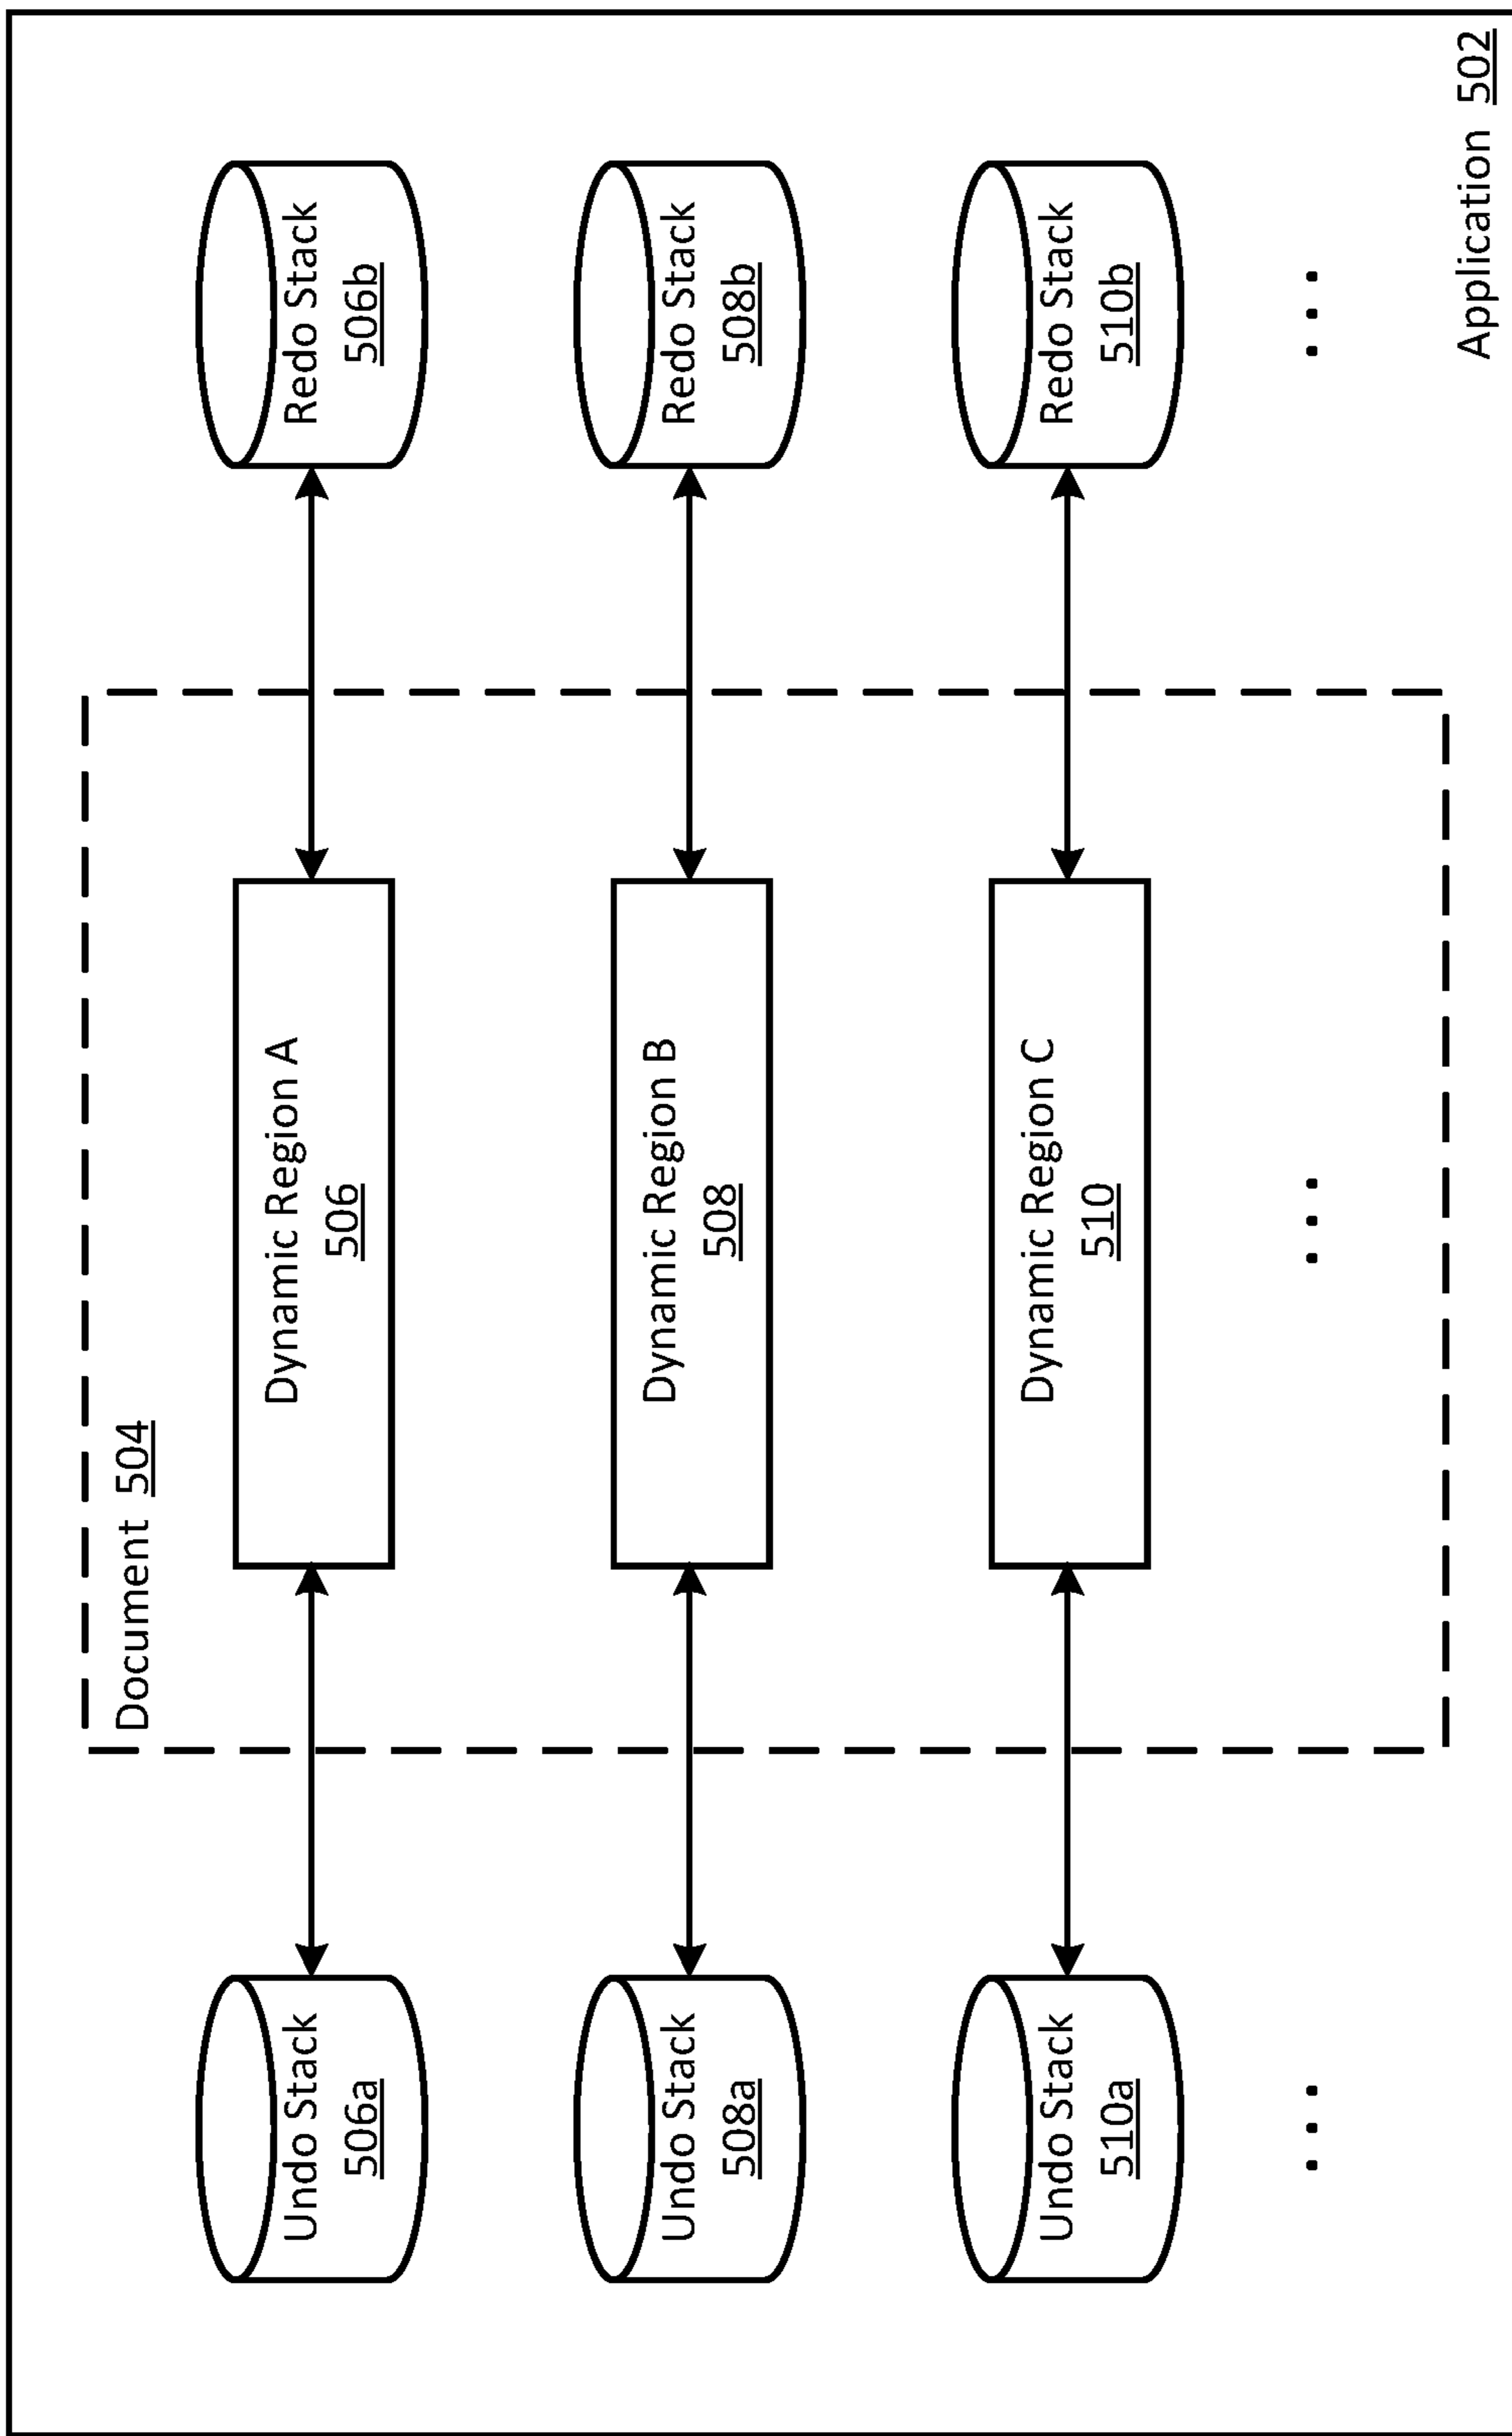 Document 504
Undo Stack
506a
Dynamic Region A
506
Redo Stack
506b
Undo Stack
508a
Dynamic Region B
508
Redo Stack
508b
Undo Stack
510a
Dynamic Region C
510
Redo Stack
510b
... ... ...
Application 502